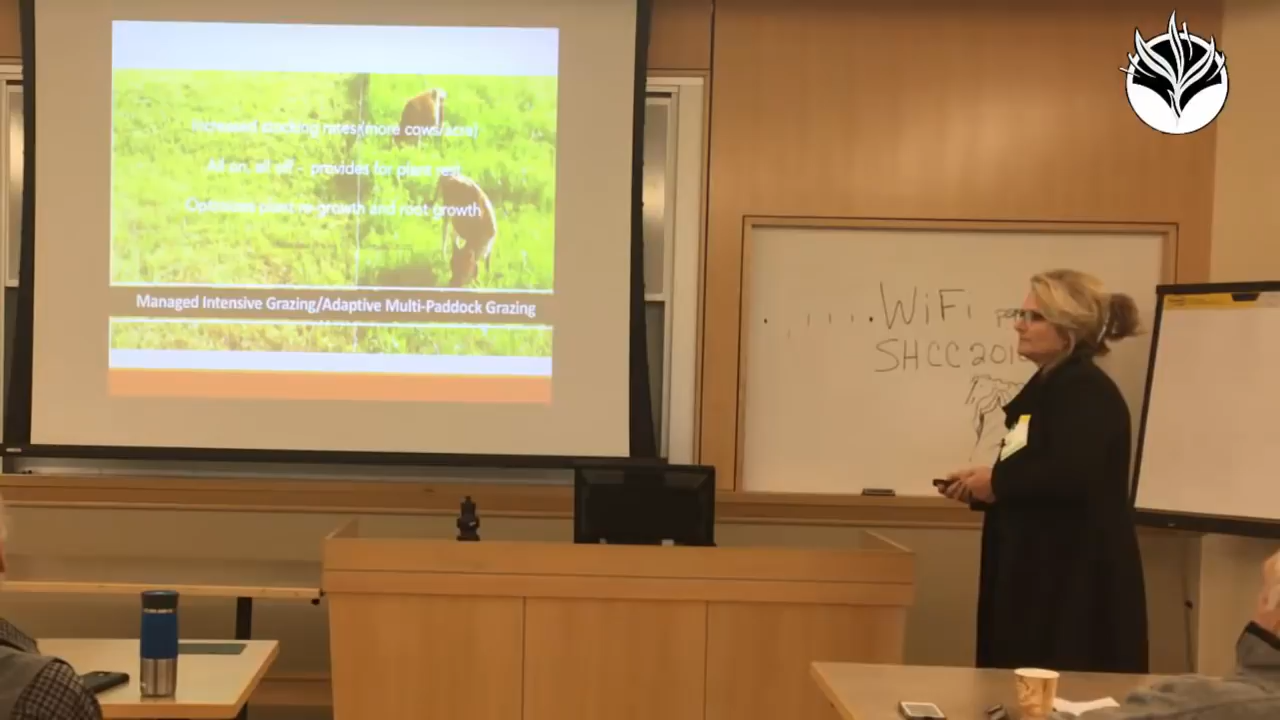 Increased stocking rates (more cows/acre)
All on, all off - provides for plant rest
Optimizes plant re-growth and root growth
Managed Intensive Grazing/Adaptive Multi-Paddock Grazing
WiFi
SHCC201